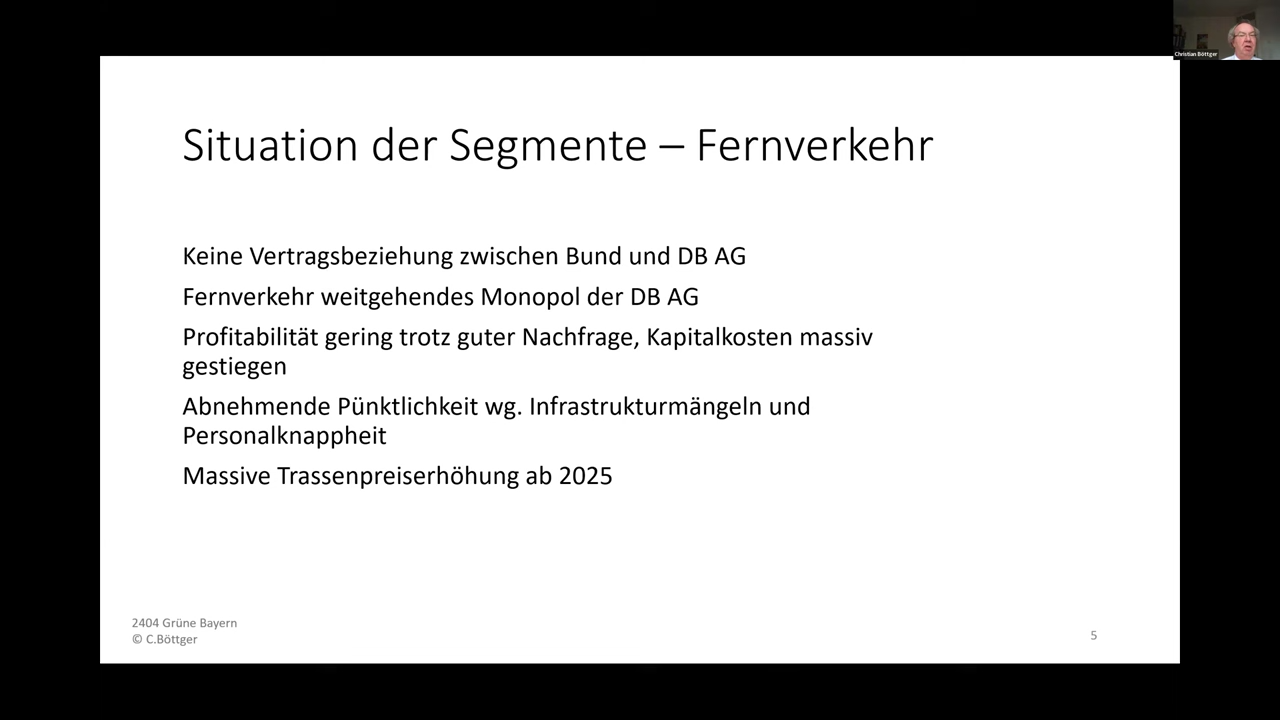 Christian Böttger
Situation der Segmente – Fernverkehr
Keine Vertragsbeziehung zwischen Bund und DB AG
Fernverkehr weitgehendes Monopol der DB AG
Profitabilität gering trotz guter Nachfrage, Kapitalkosten massiv
gestiegen
Abnehmende Pünktlichkeit wg. Infrastrukturmängeln und
Personalknappheit
Massive Trassenpreiserhöhung ab 2025
2404 Grüne Bayern
© C.Böttger
5